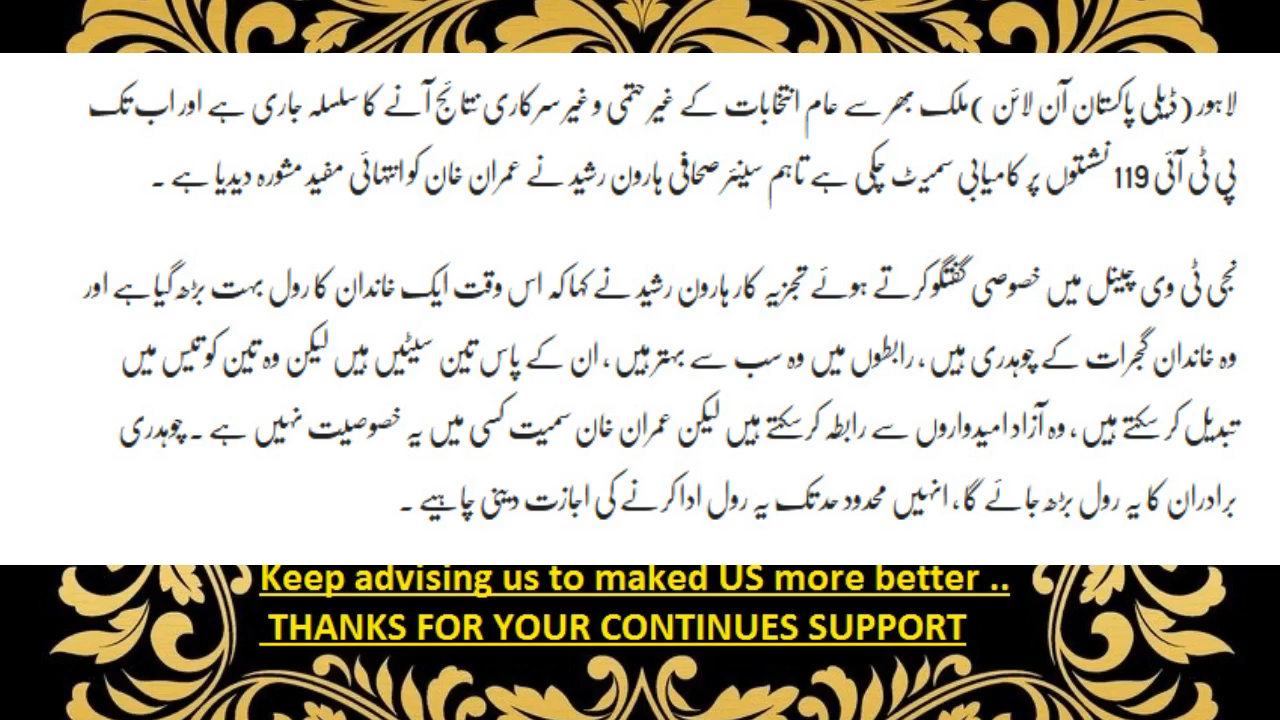 لاہور(ڈیلی پاکستان آن لائن )ملک بھر سے عام انتخابات کے غیر حتمی و غیر سرکاری نتائج آنے کا سلسلہ جاری ہے اور اب تک
پی ٹی آئی 119 نشستوں پر کامیابی سمیٹ چکی ہے تاہم سینئر صحافی ہارون رشید نے عمران خان کو انتہائی مفید مشورہ دیدیا ہے ۔
نجی ٹی وی چینل میں خصوصی گفتگو کرتے ہوئے تجزیہ کار ہارون رشید نے کہا کہ اس وقت ایک خاندان کا رول بہت بڑھ گیا ہے اور
وہ خاندان گجرات کے چوہدری ہیں ، رابطوں میں وہ سب سے بہتر ہیں ، ان کے پاس تین سیٹیں ہیں لیکن وہ تین کو تیس میں
تبدیل کر سکتے ہیں ، وہ آزاد امیدواروں سے رابطہ کر سکتے ہیں لیکن عمران خان سمیت کسی میں یہ خصوصیت نہیں ہے ۔ چوہدری
برادران کا یہ رول بڑھ جائے گا ، انہیں محدود حد تک یہ رول ادا کرنے کی اجازت دینی چاہیے ۔
Keep advising us to maked US more better ..
THANKS FOR YOUR CONTINUES SUPPORT